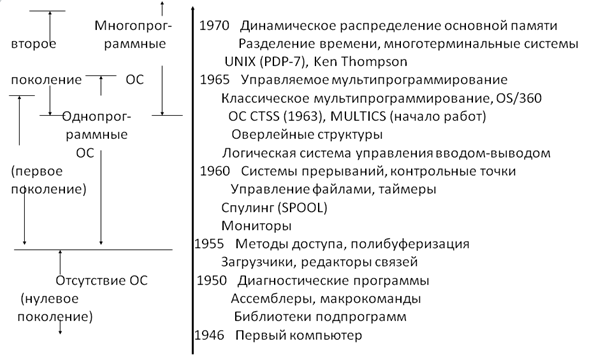 Многопрог-
раммные
второе
поколение ОС
Однопрог-
раммные
ОС
(первое
поколение)
Отсутствие ОС
(нулевое
поколение)
1970 Динамическое распределение основной памяти
Разделение времени, многотерминальные системы
UNIX (PDP-7), Ken Thompson
1965 Управляемое мультипрограммирование
Классическое мультипрограммирование, OS/360
ОС CTSS (1963), MULTICS (начало работ)
Оверлейные структуры
Логическая система управления вводом-выводом
1960 Системы прерываний, контрольные точки
Управление файлами, таймеры
Спулинг (SPOOL)
Мониторы
1955 Методы доступа, полибуферизация
Загрузчики, редакторы связей
1950 Диагностические программы
Ассемблеры, макрокоманды
Библиотеки подпрограмм
1946 Первый компьютер